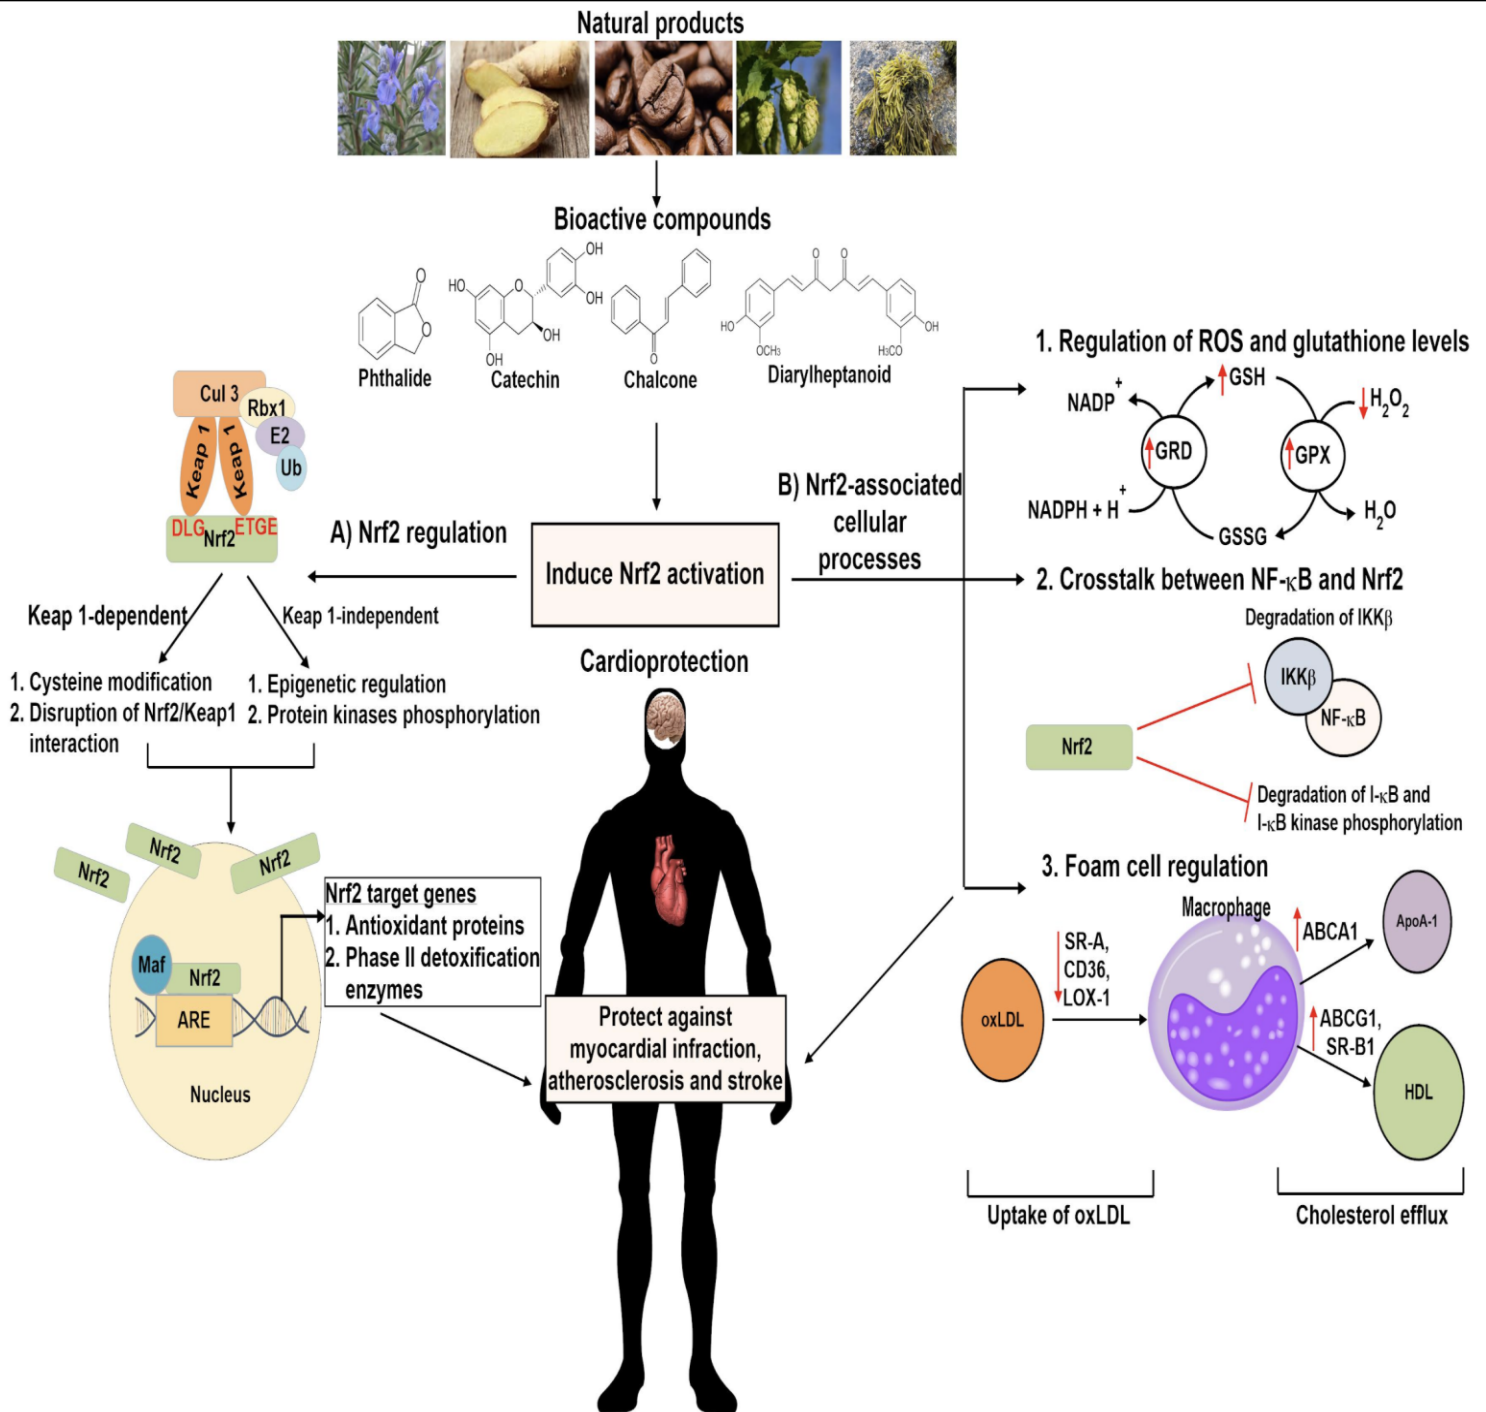 Natural products
Bioactive compounds
O
O
Phthalide
HO
O
OH
OH
OH
OH
Catechin
O
Chalcone
O
O
HO
OCH3
H3CO
OH
Diarylheptanoid
Cul 3
Rbx1
E2
Ub
Keap 1
Keap 1
DLG
ETGE
Nrf2
A) Nrf2 regulation
Induce Nrf2 activation
B) Nrf2-associated
cellular
processes
Keap 1-dependent
Keap 1-independent
1. Cysteine modification
2. Disruption of Nrf2/Keap1
interaction
1. Epigenetic regulation
2. Protein kinases phosphorylation
Nrf2
Nrf2
Nrf2
Maf
Nrf2
ARE
Nucleus
Nrf2 target genes
1. Antioxidant proteins
2. Phase II detoxification
enzymes
Cardioprotection
Protect against
myocardial infraction,
atherosclerosis and stroke
1. Regulation of ROS and glutathione levels
NADP+
GSH
H2O2
GRD
GPX
NADPH + H+
GSSG
H2O
2. Crosstalk between NF-κB and Nrf2
Degradation of IKKβ
IKKβ
NF-κB
Nrf2
Degradation of I-κB and
I-κB kinase phosphorylation
3. Foam cell regulation
Macrophage
oxLDL
SR-A,
CD36,
LOX-1
ABCA1
ApoA-1
ABCG1,
SR-B1
HDL
Uptake of oxLDL
Cholesterol efflux